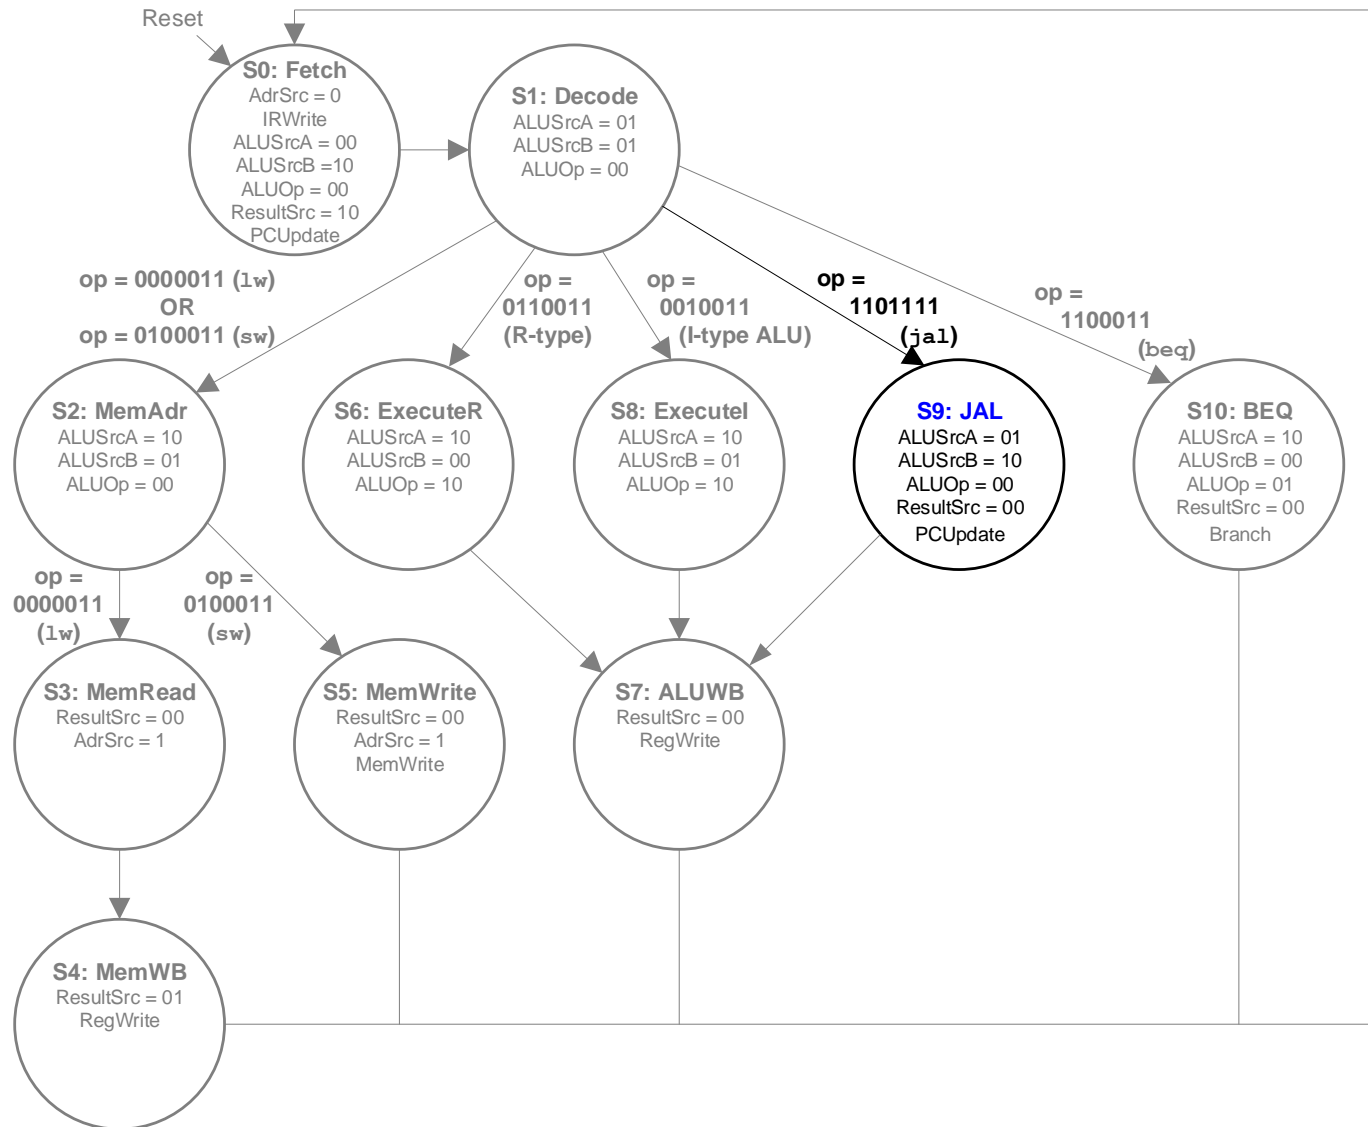 Reset
S0: Fetch
AdrSrc = 0
IRWrite
ALUSrcA = 00
ALUSrcB =10
ALUOp = 00
ResultSrc = 10
PCUpdate
S1: Decode
ALUSrcA = 01
ALUSrcB = 01
ALUOp = 00
op = 0000011 (lw)
OR
op = 0100011 (sw)
op =
0110011
(R-type)
op =
0010011
(I-type ALU)
op =
1101111
(jal)
op =
1100011
(beq)
S2: MemAdr
ALUSrcA = 10
ALUSrcB = 01
ALUOp = 00
S6: ExecuteR
ALUSrcA = 10
ALUSrcB = 00
ALUOp = 10
S8: ExecuteI
ALUSrcA = 10
ALUSrcB = 01
ALUOp = 10
S9: JAL
ALUSrcA = 01
ALUSrcB = 10
ALUOp = 00
ResultSrc = 00
PCUpdate
S10: BEQ
ALUSrcA = 10
ALUSrcB = 00
ALUOp = 01
ResultSrc = 00
Branch
op =
0000011
(lw)
op =
0100011
(sw)
S3: MemRead
ResultSrc = 00
AdrSrc = 1
S5: MemWrite
ResultSrc = 00
AdrSrc = 1
MemWrite
S7: ALUWB
ResultSrc = 00
RegWrite
S4: MemWB
ResultSrc = 01
RegWrite